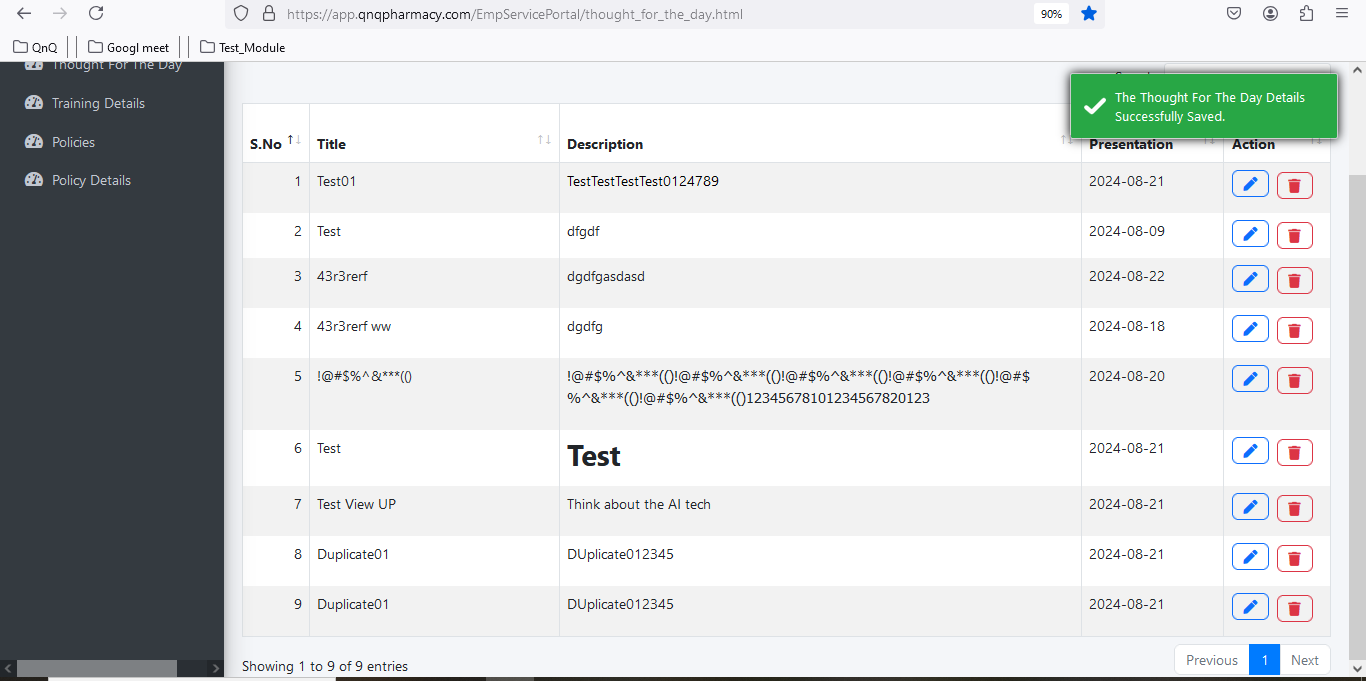 https://app.qnqpharmacy.com/EmpServicePortal/thought_for_the_day.html
90%
QnQ
Googl meet
Test_Module
Thought For The Day
Training Details
Policies
Policy Details
The Thought For The Day Details
Successfully Saved.
S.No Title Description Presentation Action
1 Test01 TestTestTestTest0124789 2024-08-21
2 Test dfgdf 2024-08-09
3 43r3rerf dgdfgasdasd 2024-08-22
4 43r3rerf ww dgdfg 2024-08-18
5 !@#$%^&***(() !@#$%^&***(()!@#$%^&***(()!@#$%^&***(()!@#$%^&***(()!@#$ 2024-08-20
%^&***(()!@#$%^&***(()12345678101234567820123
6 Test Test 2024-08-21
7 Test View UP Think about the AI tech 2024-08-21
8 Duplicate01 DUplicate012345 2024-08-21
9 Duplicate01 DUplicate012345 2024-08-21
Showing 1 to 9 of 9 entries
Previous 1 Next